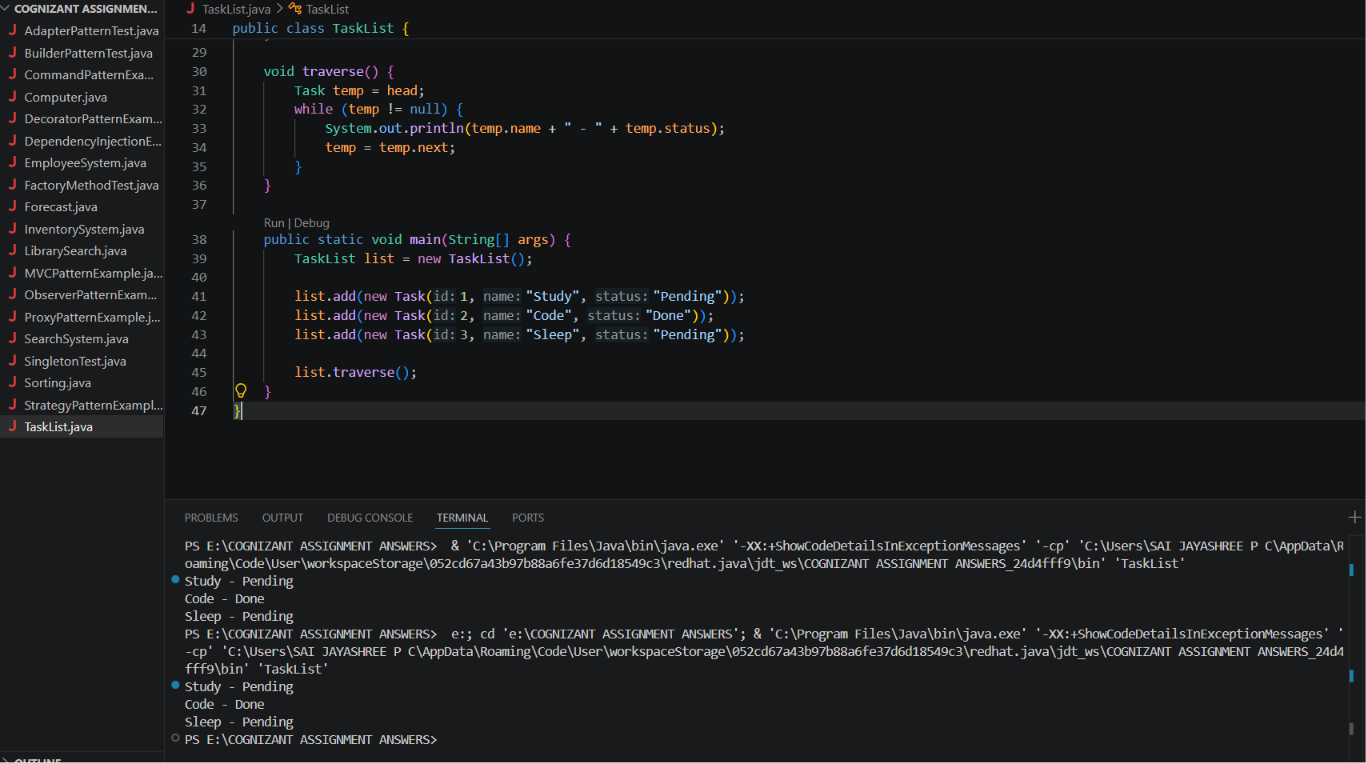 COGNIZANT ASSIGNMEN...
AdapterPatternTest.java
BuilderPatternTest.java
CommandPatternExa...
Computer.java
DecoratorPatternExam...
DependencyInjectionE...
EmployeeSystem.java
FactoryMethodTest.java
Forecast.java
InventorySystem.java
LibrarySearch.java
MVCPatternExample.ja...
ObserverPatternExam...
ProxyPatternExample.j...
SearchSystem.java
SingletonTest.java
Sorting.java
StrategyPatternExampl...
TaskList.java
OUTLINE
TaskList.java > TaskList
14 public class TaskList {
29
30 void traverse() {
31 Task temp = head;
32 while (temp != null) {
33 System.out.println(temp.name + " - " + temp.status);
34 temp = temp.next;
35 }
36 }
37
Run | Debug
38 public static void main(String[] args) {
39 TaskList list = new TaskList();
40
41 list.add(new Task(id: 1, name: "Study", status: "Pending"));
42 list.add(new Task(id: 2, name: "Code", status: "Done"));
43 list.add(new Task(id: 3, name: "Sleep", status: "Pending"));
44
45 list.traverse();
46 }
47 }
PROBLEMS OUTPUT DEBUG CONSOLE TERMINAL PORTS
PS E:\COGNIZANT ASSIGNMENT ANSWERS> & 'C:\Program Files\Java\bin\java.exe' '-XX:+ShowCodeDetailsInExceptionMessages' '-cp' 'C:\Users\SAI JAYASHREE P C\AppData\R
oaming\Code\User\workspaceStorage\052cd67a43b97b88a6fe37d6d18549c3\redhat.java\jdt_ws\COGNIZANT ASSIGNMENT ANSWERS_24d4fff9\bin' 'TaskList'
Study - Pending
Code - Done
Sleep - Pending
PS E:\COGNIZANT ASSIGNMENT ANSWERS> e:; cd 'e:\COGNIZANT ASSIGNMENT ANSWERS'; & 'C:\Program Files\Java\bin\java.exe' '-XX:+ShowCodeDetailsInExceptionMessages' '
-cp' 'C:\Users\SAI JAYASHREE P C\AppData\Roaming\Code\User\workspaceStorage\052cd67a43b97b88a6fe37d6d18549c3\redhat.java\jdt_ws\COGNIZANT ASSIGNMENT ANSWERS_24d4
fff9\bin' 'TaskList'
Study - Pending
Code - Done
Sleep - Pending
PS E:\COGNIZANT ASSIGNMENT ANSWERS>